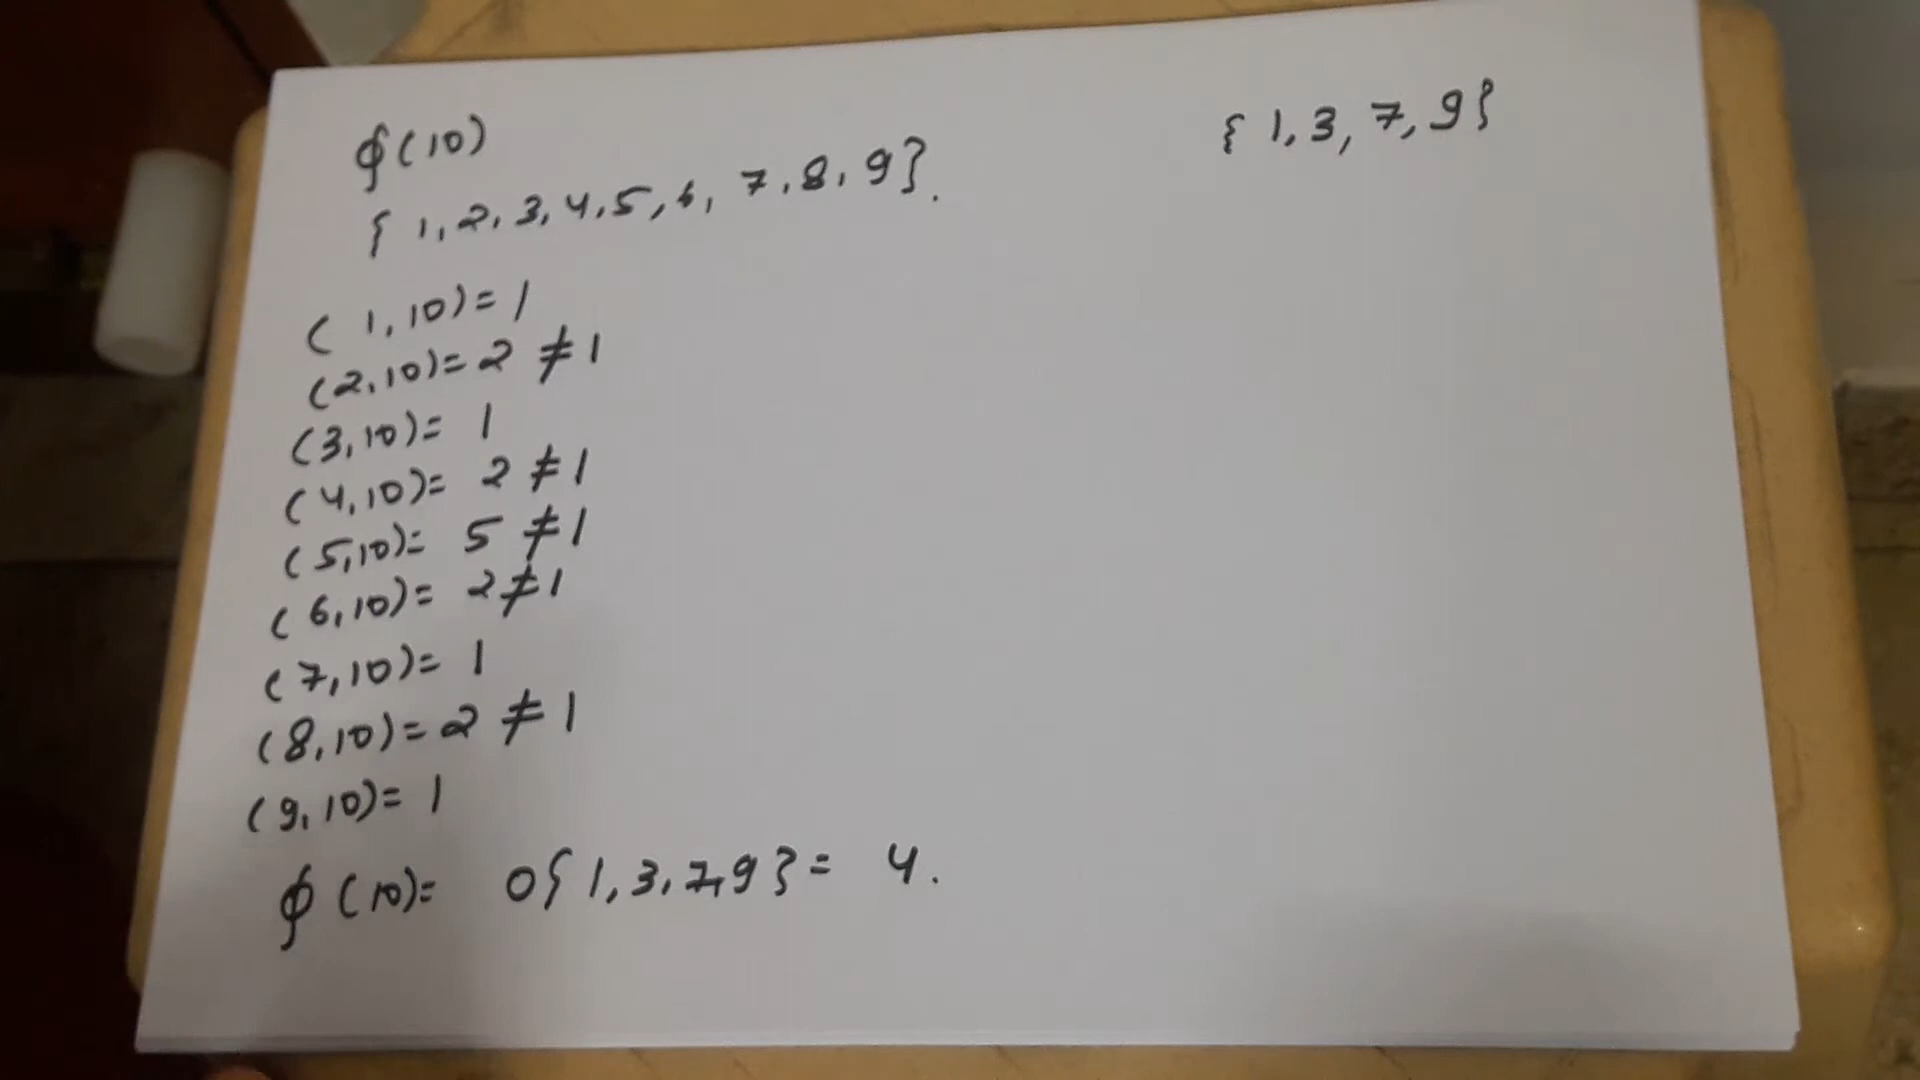 ϕ(10)
{ 1, 2, 3, 4, 5, 6, 7, 8, 9}.
{ 1, 3, 7, 9}
( 1, 10) = 1
(2, 10) = 2 ≠ 1
(3, 10) = 1
( 4, 10) = 2 ≠ 1
( 5, 10) = 5 ≠ 1
( 6, 10) = 2 ≠ 1
( 7, 10) = 1
(8, 10) = 2 ≠ 1
( 9, 10) = 1
ϕ (10) = O{ 1, 3, 7, 9 } = 4.